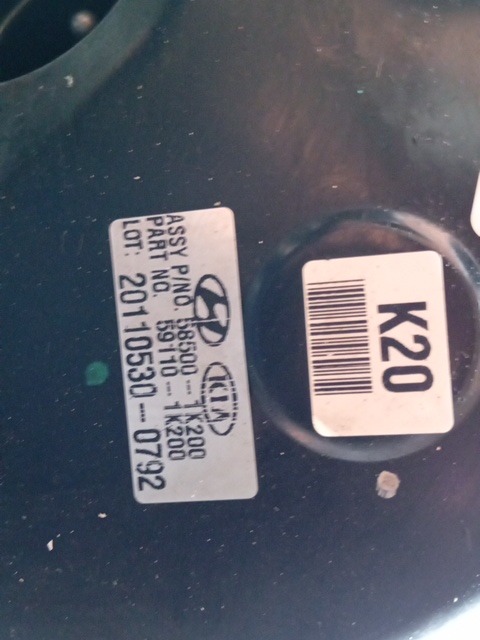 KIA
ASSY P/NO. 58500 -- 1K200
PART NO. 59110 -- 1K200
LOT: 20110530 -- 0792
K20